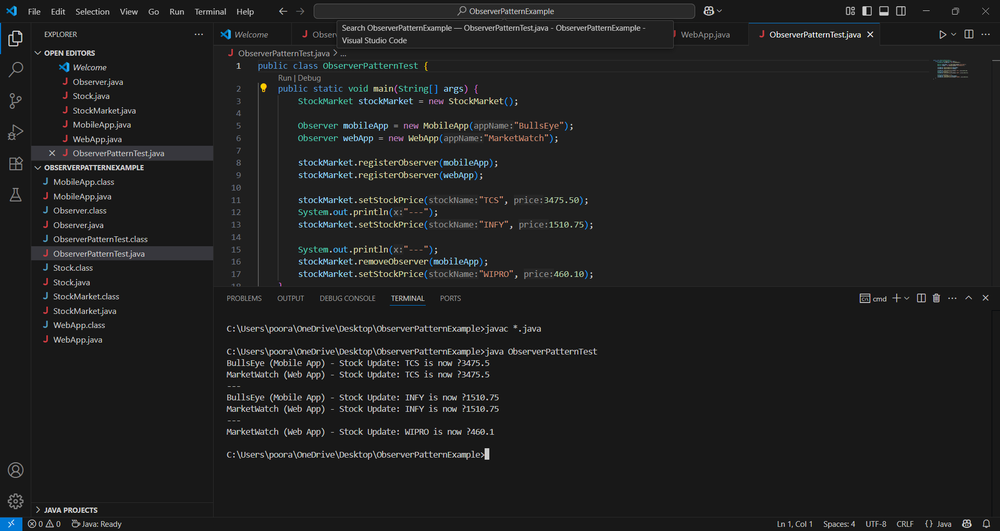 File Edit Selection View Go Run Terminal Help
ObserverPatternExample
Search ObserverPatternExample — ObserverPatternTest.java - ObserverPatternExample -
Visual Studio Code
EXPLORER
OPEN EDITORS
Welcome
Observer.java
Stock.java
StockMarket.java
MobileApp.java
WebApp.java
ObserverPatternTest.java
OBSERVERPATTERNEXAMPLE
MobileApp.class
MobileApp.java
Observer.class
Observer.java
ObserverPatternTest.class
ObserverPatternTest.java
Stock.class
Stock.java
StockMarket.class
StockMarket.java
WebApp.class
WebApp.java
JAVA PROJECTS
Welcome Obser WebApp.java ObserverPatternTest.java
ObserverPatternTest.java > ...
1 public class ObserverPatternTest {
Run | Debug
2 public static void main(String[] args) {
3 StockMarket stockMarket = new StockMarket();
4
5 Observer mobileApp = new MobileApp(appName:"BullsEye");
6 Observer webApp = new WebApp(appName:"MarketWatch");
7
8 stockMarket.registerObserver(mobileApp);
9 stockMarket.registerObserver(webApp);
10
11 stockMarket.setStockPrice(stockName:"TCS", price:3475.50);
12 System.out.println(x:"---");
13 stockMarket.setStockPrice(stockName:"INFY", price:1510.75);
14
15 System.out.println(x:"---");
16 stockMarket.removeObserver(mobileApp);
17 stockMarket.setStockPrice(stockName:"WIPRO", price:460.10);
18 }
PROBLEMS OUTPUT DEBUG CONSOLE TERMINAL PORTS
cmd
C:\Users\poora\OneDrive\Desktop\ObserverPatternExample>javac *.java
C:\Users\poora\OneDrive\Desktop\ObserverPatternExample>java ObserverPatternTest
BullsEye (Mobile App) - Stock Update: TCS is now ?3475.5
MarketWatch (Web App) - Stock Update: TCS is now ?3475.5
---
BullsEye (Mobile App) - Stock Update: INFY is now ?1510.75
MarketWatch (Web App) - Stock Update: INFY is now ?1510.75
---
MarketWatch (Web App) - Stock Update: WIPRO is now ?460.1
C:\Users\poora\OneDrive\Desktop\ObserverPatternExample>
0 0 Java: Ready
Ln 1, Col 1 Spaces: 4 UTF-8 CRLF {} Java